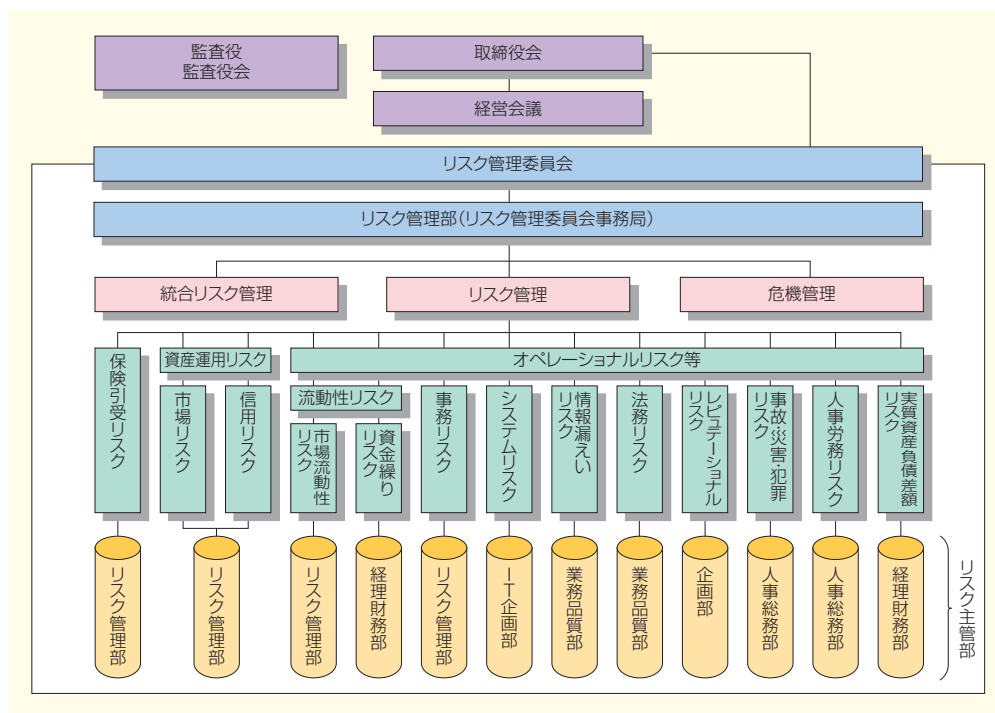 監査役
監査役会
取締役会
経営会議
リスク管理委員会
リスク管理部（リスク管理委員会事務局）
統合リスク管理
リスク管理
危機管理
保険引受リスク
資産運用リスク
オペレーショナルリスク等
市場リスク
信用リスク
流動性リスク
市場流動性
リスク
資金繰り
リスク
事務リスク
システムリスク
情報漏えい
リスク
法務リスク
レピュテーショナル
リスク
事故・災害・犯罪
リスク
人事労務リスク
実質資産負債差額
リスク
リスク管理部
リスク管理部
リスク管理部
経理財務部
リスク管理部
IT企画部
業務品質部
業務品質部
企画部
人事総務部
人事総務部
経理財務部
リスク主管部